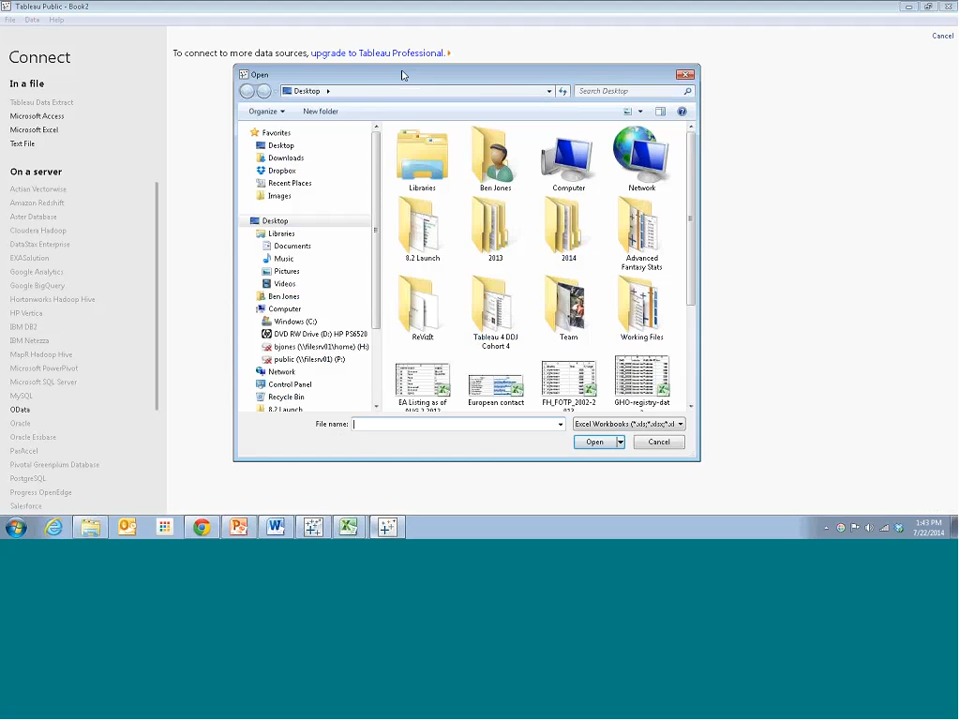 Tableau Public - Book2
File Data Help
Cancel
Connect
To connect to more data sources, upgrade to Tableau Professional.
In a file
Tableau Data Extract
Microsoft Access
Microsoft Excel
Text File
On a server
Actian Vectorwise
Amazon Redshift
Aster Database
Cloudera Hadoop
DataStax Enterprise
EXASolution
Google Analytics
Google BigQuery
Hortonworks Hadoop Hive
HP Vertica
IBM DB2
IBM Netezza
MapR Hadoop Hive
Microsoft PowerPivot
Microsoft SQL Server
MySQL
OData
Oracle
Oracle Essbase
ParAccel
Pivotal Greenplum Database
PostgreSQL
Progress OpenEdge
Salesforce
Open
Desktop
Search Desktop
Organize New folder
Favorites
Desktop
Downloads
Dropbox
Recent Places
Images
Desktop
Libraries
Documents
Music
Pictures
Videos
Ben Jones
Computer
Windows (C:)
DVD RW Drive (D:) HP PS6520
bjones (\\filesrv01\home) (H:)
public (\\filesrv01) (P:)
Network
Control Panel
Recycle Bin
8.2 Launch
Libraries
Ben Jones
Computer
Network
8.2 Launch
2013
2014
Advanced
Fantasy Stats
ReVizIt
Tableau 4 DDJ
Cohort 4
Team
Working Files
EA Listing as of
AUG 2 2012
European contact
FH_FOTP_2002-2
013
GHO-registry-dat
File name:
Excel Workbooks (*.xls;*.xlsx;*.xl
Open
Cancel
1:43 PM
7/22/2014